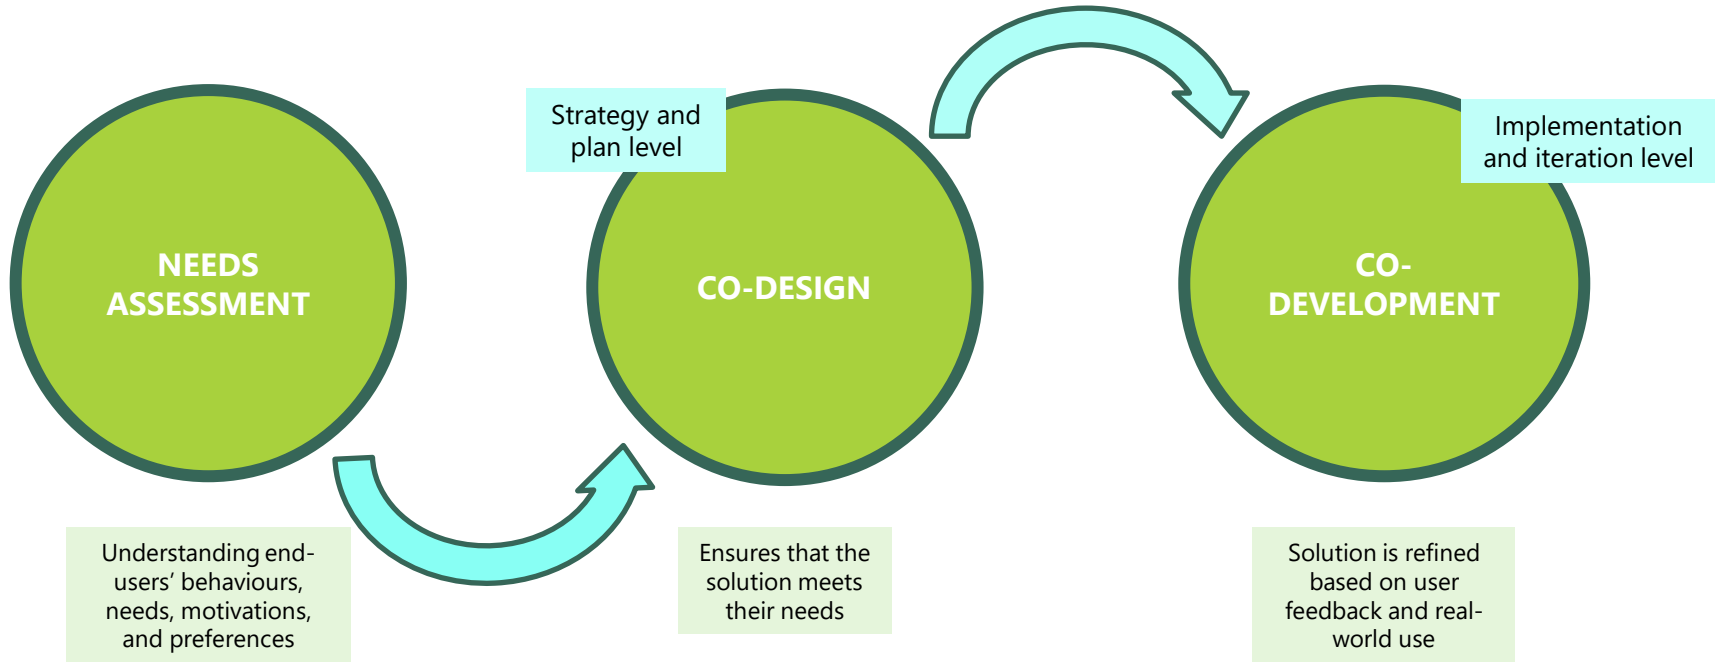 NEEDS
ASSESSMENT
Understanding end-
users’ behaviours,
needs, motivations,
and preferences
Strategy and
plan level
CO-DESIGN
Ensures that the
solution meets
their needs
Implementation
and iteration level
CO-
DEVELOPMENT
Solution is refined
based on user
feedback and real-
world use